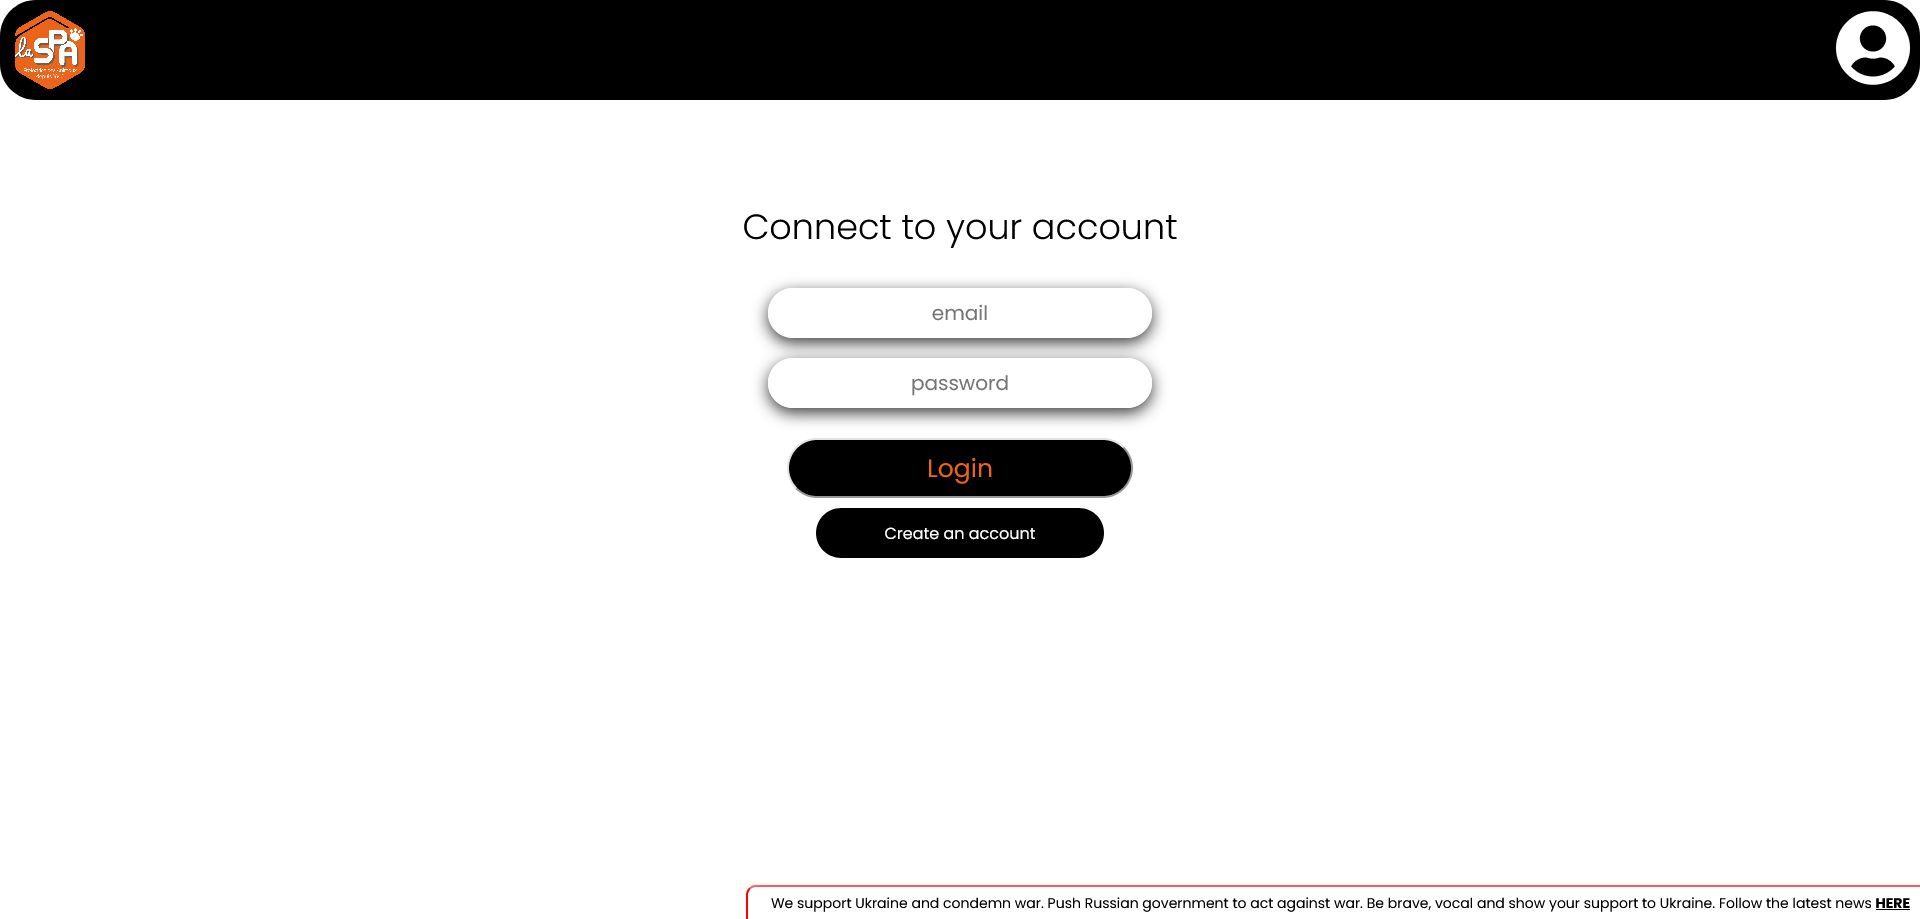 la SPA
Connect to your account
email
password
Login
Create an account
We support Ukraine and condemn war. Push Russian government to act against war. Be brave, vocal and show your support to Ukraine. Follow the latest news HERE